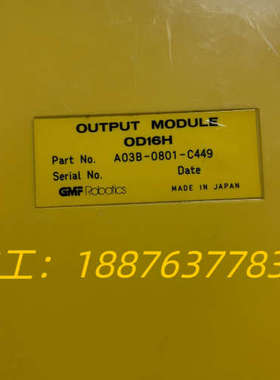 OUTPUT MODULE
OD16H
Part No. A03B-0801-C449
Serial No. Date
GMF Robotics MADE IN JAPAN
工: 18876377783